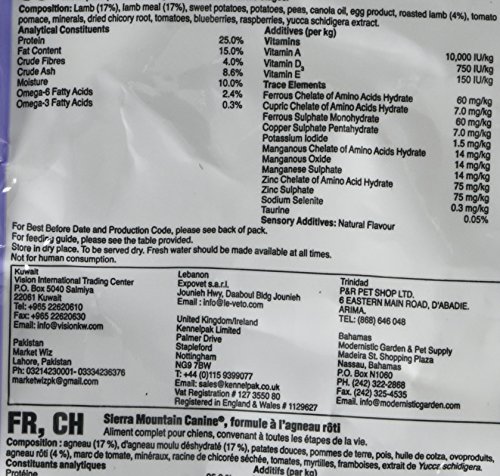 Composition: Lamb (17%), lamb meal (17%), sweet potatoes, potatoes, peas, canola oil, egg product, roasted lamb (4%), tomato
pomace, minerals, dried chicory root, tomatoes, blueberries, raspberries, yucca schidigera extract.
Analytical Constituents
Protein 25.0%
Fat Content 15.0%
Crude Fibres 4.0%
Crude Ash 8.6%
Moisture 10.0%
Omega-6 Fatty Acids 2.4%
Omega-3 Fatty Acids 0.3%
Additives (per kg)
Vitamins
Vitamin A 10,000 IU/kg
Vitamin D3 750 IU/kg
Vitamin E 150 IU/kg
Trace Elements
Ferrous Chelate of Amino Acids Hydrate 60 mg/kg
Cupric Chelate of Amino Acids Hydrate 7.0 mg/kg
Ferrous Sulphate Monohydrate 60 mg/kg
Copper Sulphate Pentahydrate 7.0 mg/kg
Potassium Iodide 1.5 mg/kg
Manganous Chelate of Amino Acids Hydrate 14 mg/kg
Manganous Oxide 14 mg/kg
Manganese Sulphate 14 mg/kg
Zinc Chelate of Amino Acid Hydrate 75 mg/kg
Zinc Sulphate 75 mg/kg
Sodium Selenite 0.3 mg/kg
Taurine 0.05%
Sensory Additives: Natural Flavour
For Best Before Date and Production Code, please see back of pack.
For feeding guide, please see the table provided.
Store in dry place. To be served dry. Fresh water should be made available at all times.
Not for human consumption.
Kuwait
Vision International Trading Center
P.O. Box 5040 Salmiya
22061 Kuwait
Tel: +965 22620610
Fax: +965 22620630
Email: info@visionkw.com
Pakistan
Market Wiz
Lahore, Pakistan
Ph: 03214230001- 03334236376
marketwizpk@gmail.com
Lebanon
Expovet s.a.r.l.
Jounieh Hwy, Daaboul Bldg Jounieh
Email : info@le-veto.com
United Kingdom/Ireland
Kennelpak Limited
Palmer Drive
Stapleford
Nottingham
NG9 7BW
T: +44 (0)115 9399077
Email: sales@kennelpak.co.uk
Vat Registration # 127 3550 80
Registered in England & Wales # 1129627
Trinidad
P&R PET SHOP LTD.
6 EASTERN MAIN ROAD, D'ABADIE.
ARIMA.
TEL: (868) 646 048
Bahamas
Modernistic Garden & Pet Supply
Madeira St. Shopping Plaza
Nassau, Bahamas
P.O. Box N1060
PH. (242) 322-2868
Fax. (242) 325-4535
Email: info@modernisticgarden.com
FR, CH Sierra Mountain Canine®, formule à l'agneau rôti
Aliment complet pour chiens, convenant à toutes les étapes de la vie.
Composition : agneau (17 %), d'agneau moulu déshydraté (17 %), patates douces, pommes de terre, pois, huile de colza, ovoproduits,
agneau rôti (4 %), marc de tomate, minéraux, racine de chicorée séchée, tomates, myrtilles, framboises, extrait de Yucca schidigera.
Constituants analytiques Additifs (par kg)
Protéine